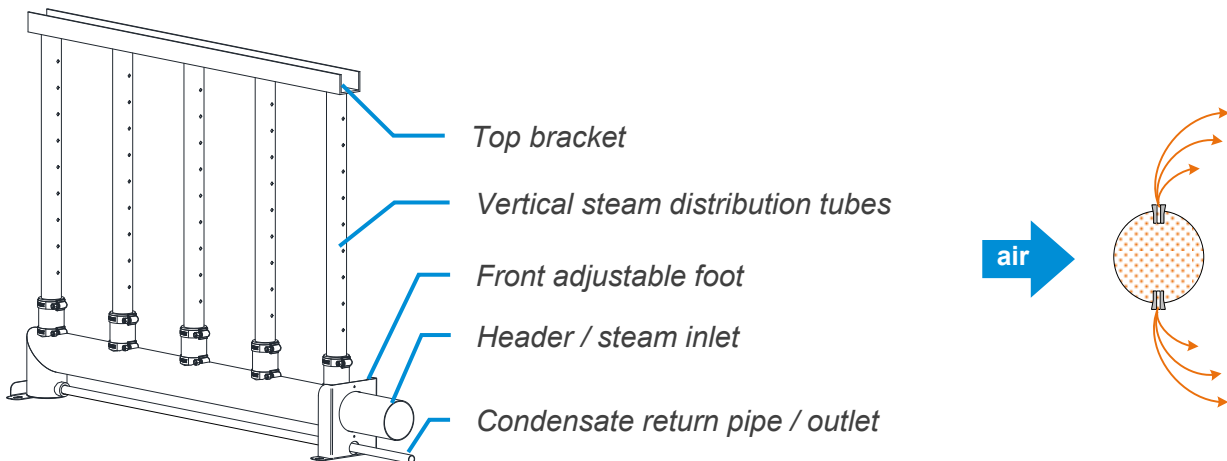 Top bracket
Vertical steam distribution tubes
air
Front adjustable foot
Header / steam inlet
Condensate return pipe / outlet